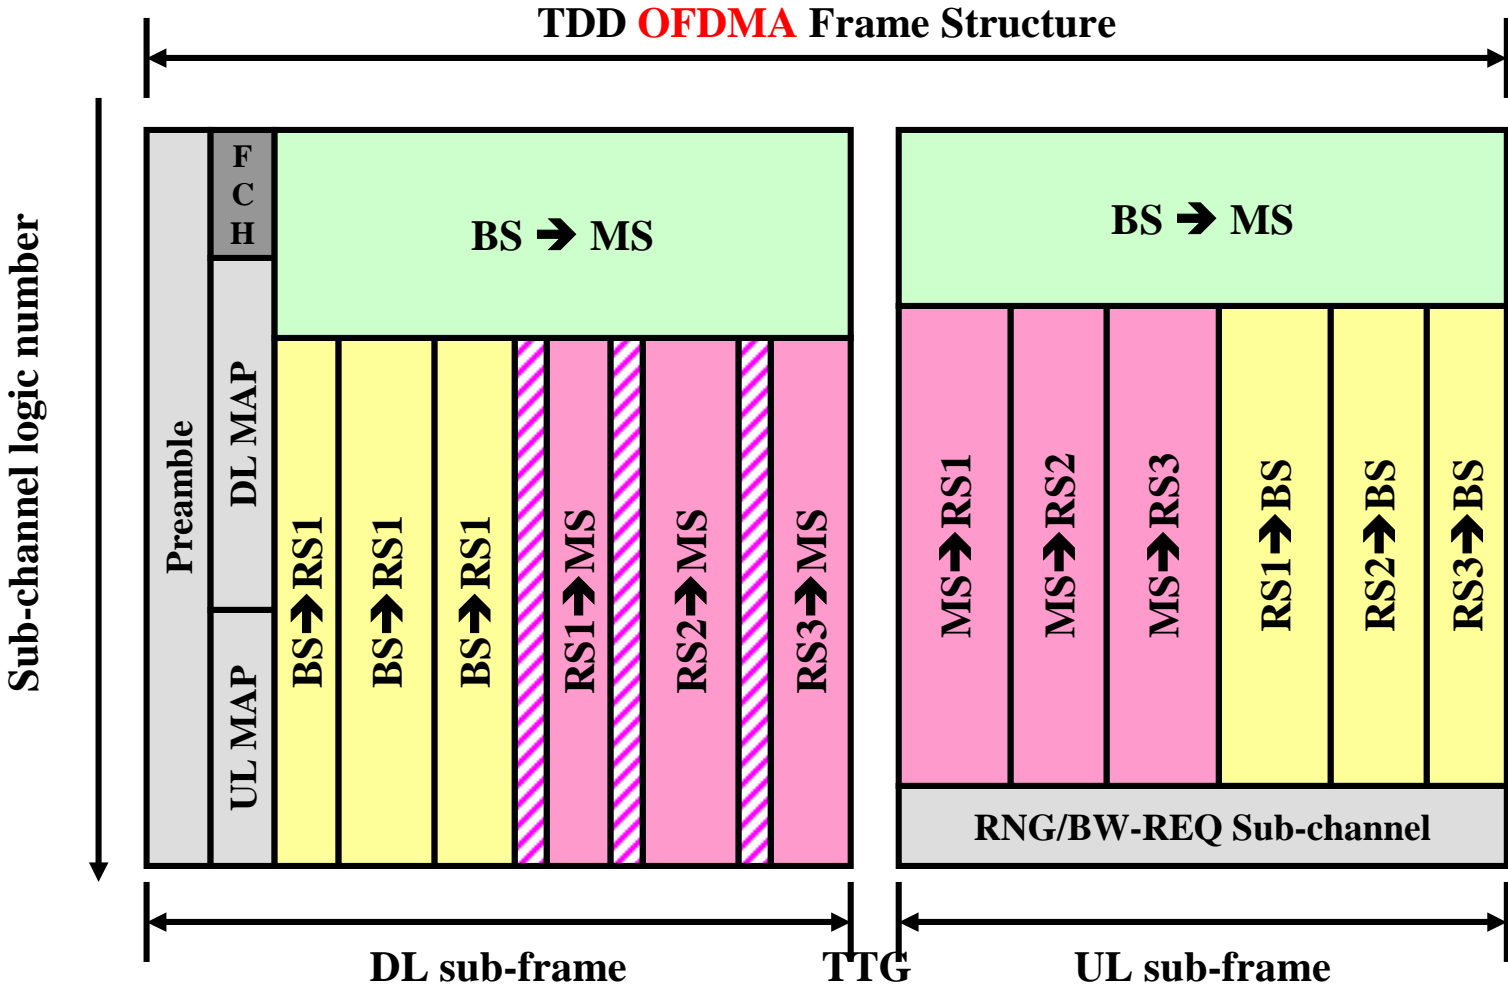 TDD OFDMA Frame Structure
Sub-channel logic number
Preamble
F
C
H
DL MAP
UL MAP
BS ➔ MS
BS➔RS1
BS➔RS1
BS➔RS1
RS1➔MS
RS2➔MS
RS3➔MS
BS ➔ MS
MS➔RS1
MS➔RS2
MS➔RS3
RS1➔BS
RS2➔BS
RS3➔BS
RNG/BW-REQ Sub-channel
DL sub-frame
TTG
UL sub-frame